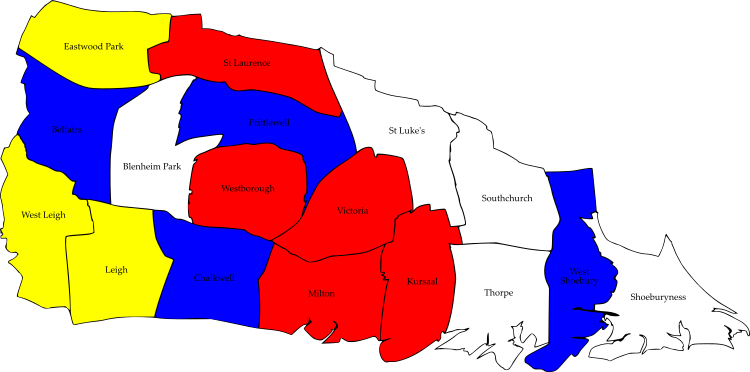 Eastwood Park
St Laurence
Belfairs
Prittlewell
St Luke's
Blenheim Park
Westborough
Southchurch
West Leigh
Victoria
Leigh
Chalkwell
Milton
Kursaal
Thorpe
West
Shoebury
Shoeburyness